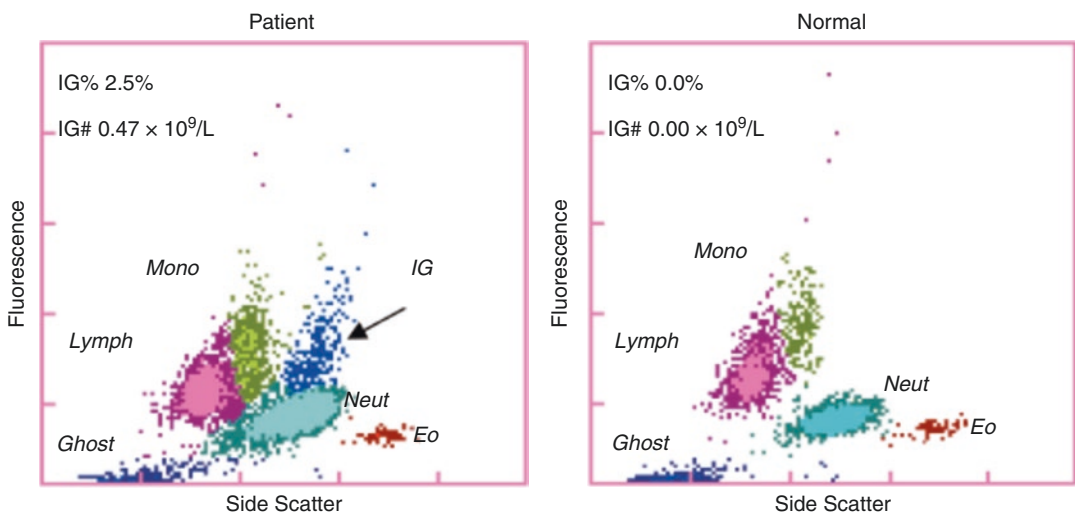 Patient
IG% 2.5%
IG# 0.47 × 10⁹/L
Mono
IG
Lymph
Neut
Eo
Ghost
Fluorescence
Side Scatter
Normal
IG% 0.0%
IG# 0.00 × 10⁹/L
Mono
Lymph
Neut
Eo
Ghost
Fluorescence
Side Scatter